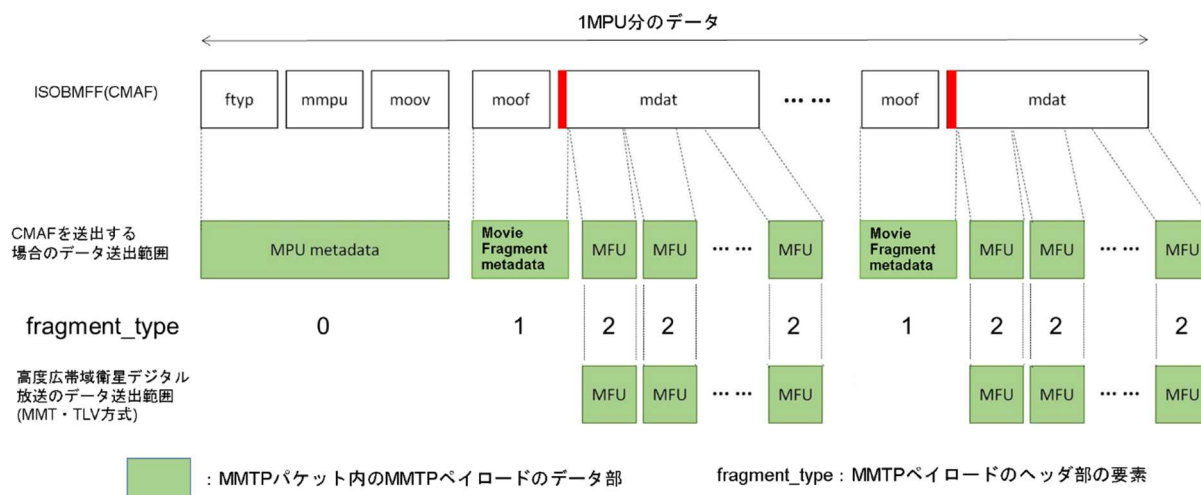 1MPU分のデータ
ISOBMFF(CMAF)
ftyp
mmpu
moov
moof
mdat
... ...
moof
mdat
CMAFを送出する
場合のデータ送出範囲
MPU metadata
Movie
Fragment
metadata
MFU
MFU
... ...
MFU
Movie
Fragment
metadata
MFU
MFU
... ...
MFU
fragment_type
0
1
2
2
2
1
2
2
2
高度広帯域衛星デジタル
放送のデータ送出範囲
(MMT・TLV方式)
MFU
MFU
... ...
MFU
MFU
MFU
... ...
MFU
：MMTPパケット内のMMTPペイロードのデータ部
fragment_type：MMTPペイロードのヘッダ部の要素